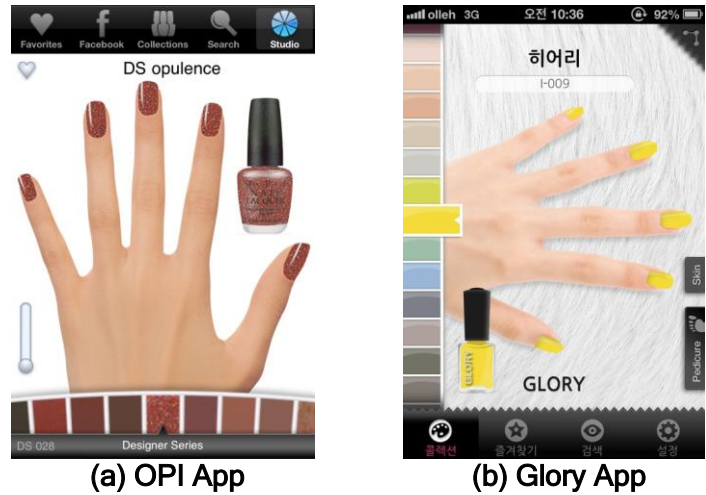 Favorites Facebook Collections Search Studio
DS opulence
DS 028 Designer Series
(a) OPI App
olleh 3G 오전 10:36 92%
히어리
I-009
Skin
Pedicure
GLORY
GLORY
콜렉션 즐겨찾기 검색 설정
(b) Glory App